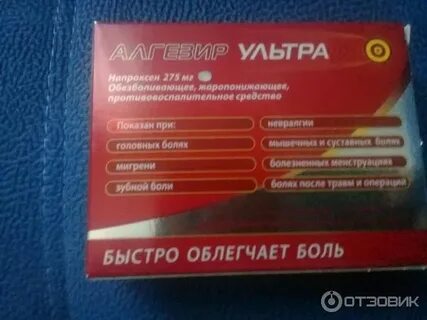 АЛГЕЗИР УЛЬТРА
Напроксен 275 мг
Обезболивающее, жаропонижающее,
противовоспалительное средство
Показан при:
головных болях
мигрени
зубной боли
невралгии
мышечных и суставных болях
болезненных менструациях
болях после травм и операций
БЫСТРО ОБЛЕГЧАЕТ БОЛЬ
ОТЗОВИК